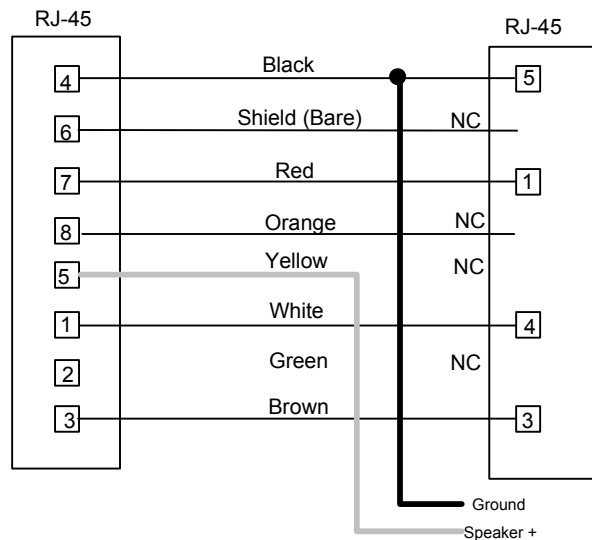 RJ-45
RJ-45
4 Black 5
6 Shield (Bare) NC
7 Red 1
8 Orange NC
5 Yellow NC
1 White 4
2 Green NC
3 Brown 3
Ground
Speaker +